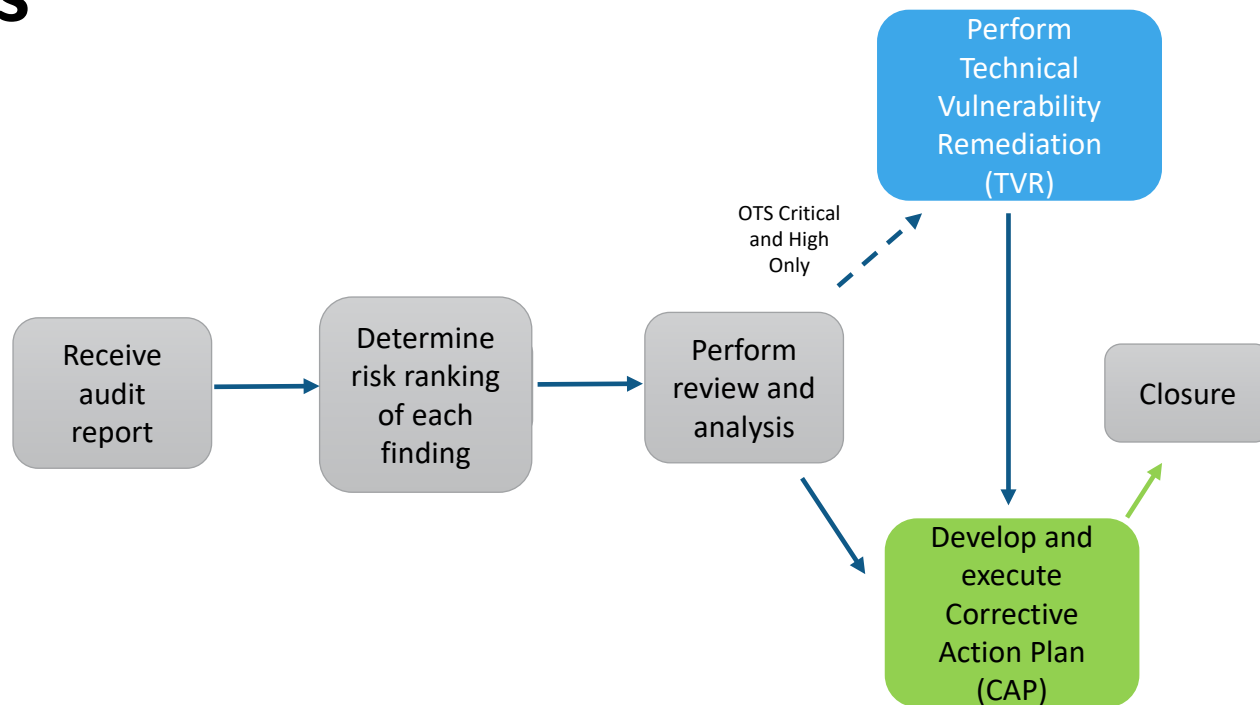 s
Perform
Technical
Vulnerability
Remediation
(TVR)
OTS Critical
and High
Only
Receive
audit
report
Determine
risk ranking
of each
finding
Perform
review and
analysis
Closure
Develop and
execute
Corrective
Action Plan
(CAP)